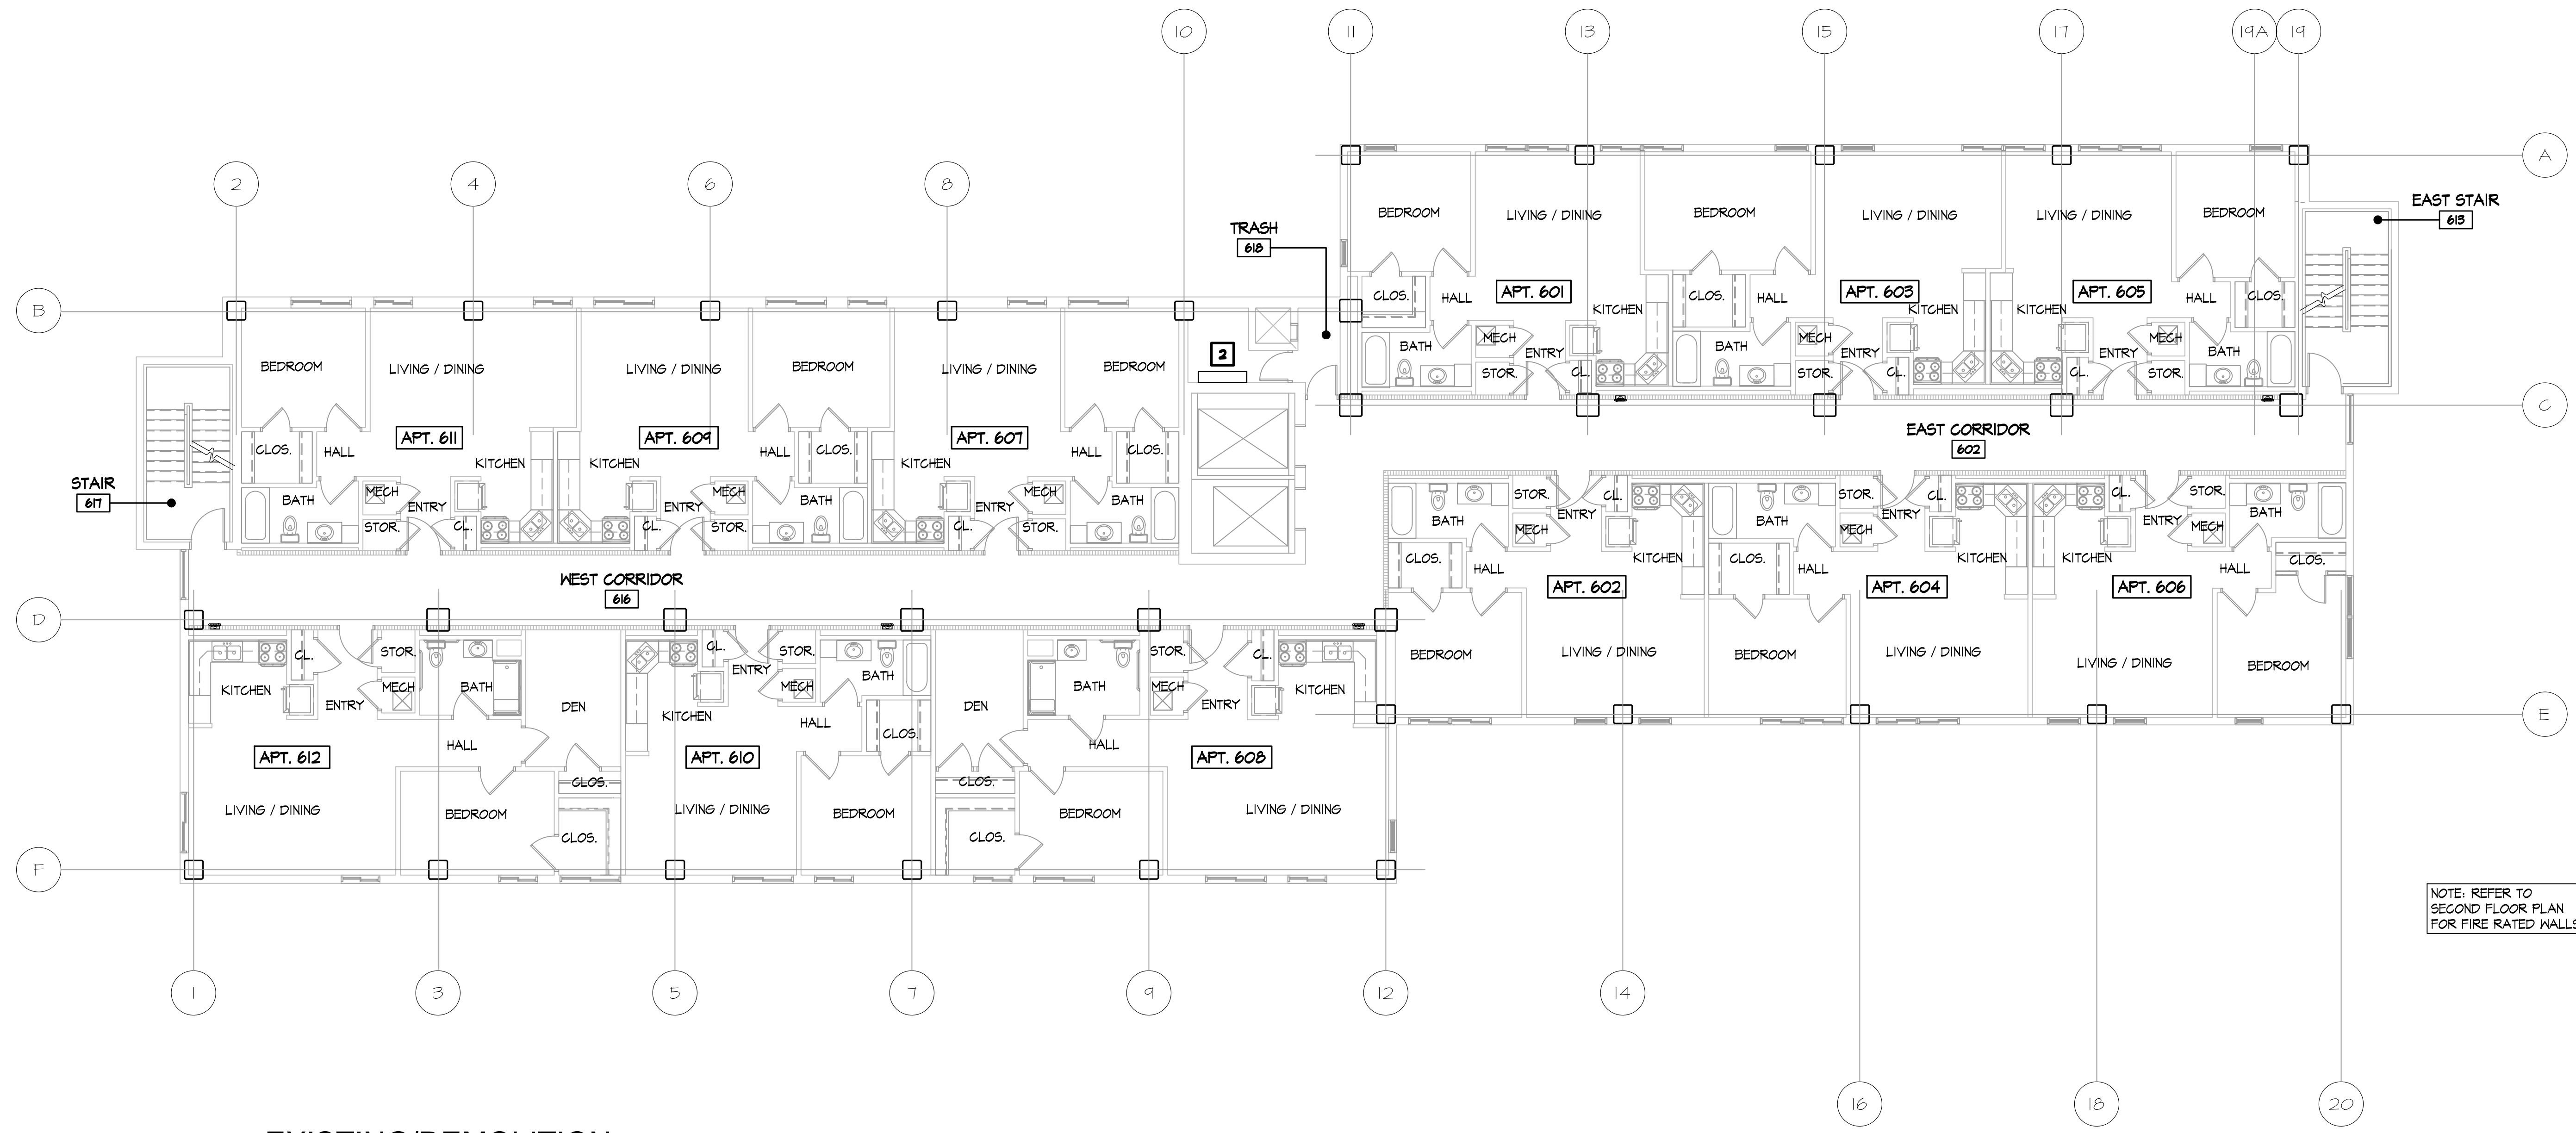 10
11
13
15
17
19A
19
A
2
4
6
8
EAST STAIR
613
TRASH
618
BEDROOM
LIVING / DINING
BEDROOM
LIVING / DINING
LIVING / DINING
BEDROOM
B
CLOS.
HALL
APT. 601
KITCHEN
CLOS.
HALL
APT. 603
KITCHEN
KITCHEN
APT. 605
HALL
CLOS.
BATH
MECH
ENTRY
STOR.
CL.
BATH
MECH
ENTRY
STOR.
CL.
CL.
ENTRY
MECH
STOR.
BATH
2
BEDROOM
LIVING / DINING
LIVING / DINING
BEDROOM
LIVING / DINING
BEDROOM
C
EAST CORRIDOR
602
CLOS.
HALL
APT. 611
KITCHEN
KITCHEN
APT. 609
HALL
CLOS.
KITCHEN
APT. 607
HALL
CLOS.
STAIR
617
BATH
MECH
ENTRY
STOR.
CL.
CL.
ENTRY
MECH
STOR.
BATH
CL.
ENTRY
MECH
STOR.
BATH
BATH
STOR.
MECH
ENTRY
CL.
BATH
STOR.
MECH
ENTRY
CL.
CL.
ENTRY
STOR.
MECH
BATH
CLOS.
HALL
APT. 602
KITCHEN
CLOS.
HALL
APT. 604
KITCHEN
KITCHEN
APT. 606
HALL
CLOS.
WEST CORRIDOR
616
D
BEDROOM
LIVING / DINING
BEDROOM
LIVING / DINING
LIVING / DINING
BEDROOM
KITCHEN
CL.
ENTRY
STOR.
MECH
BATH
DEN
KITCHEN
CL.
ENTRY
STOR.
MECH
BATH
HALL
CLOS.
DEN
BATH
STOR.
MECH
ENTRY
CL.
KITCHEN
E
APT. 612
HALL
CLOS.
APT. 610
CLOS.
HALL
APT. 608
LIVING / DINING
BEDROOM
CLOS.
LIVING / DINING
BEDROOM
CLOS.
BEDROOM
LIVING / DINING
F
NOTE: REFER TO
SECOND FLOOR PLAN
FOR FIRE RATED WALLS
1
3
5
7
9
12
14
16
18
20
EXISTING/DEMOLITION